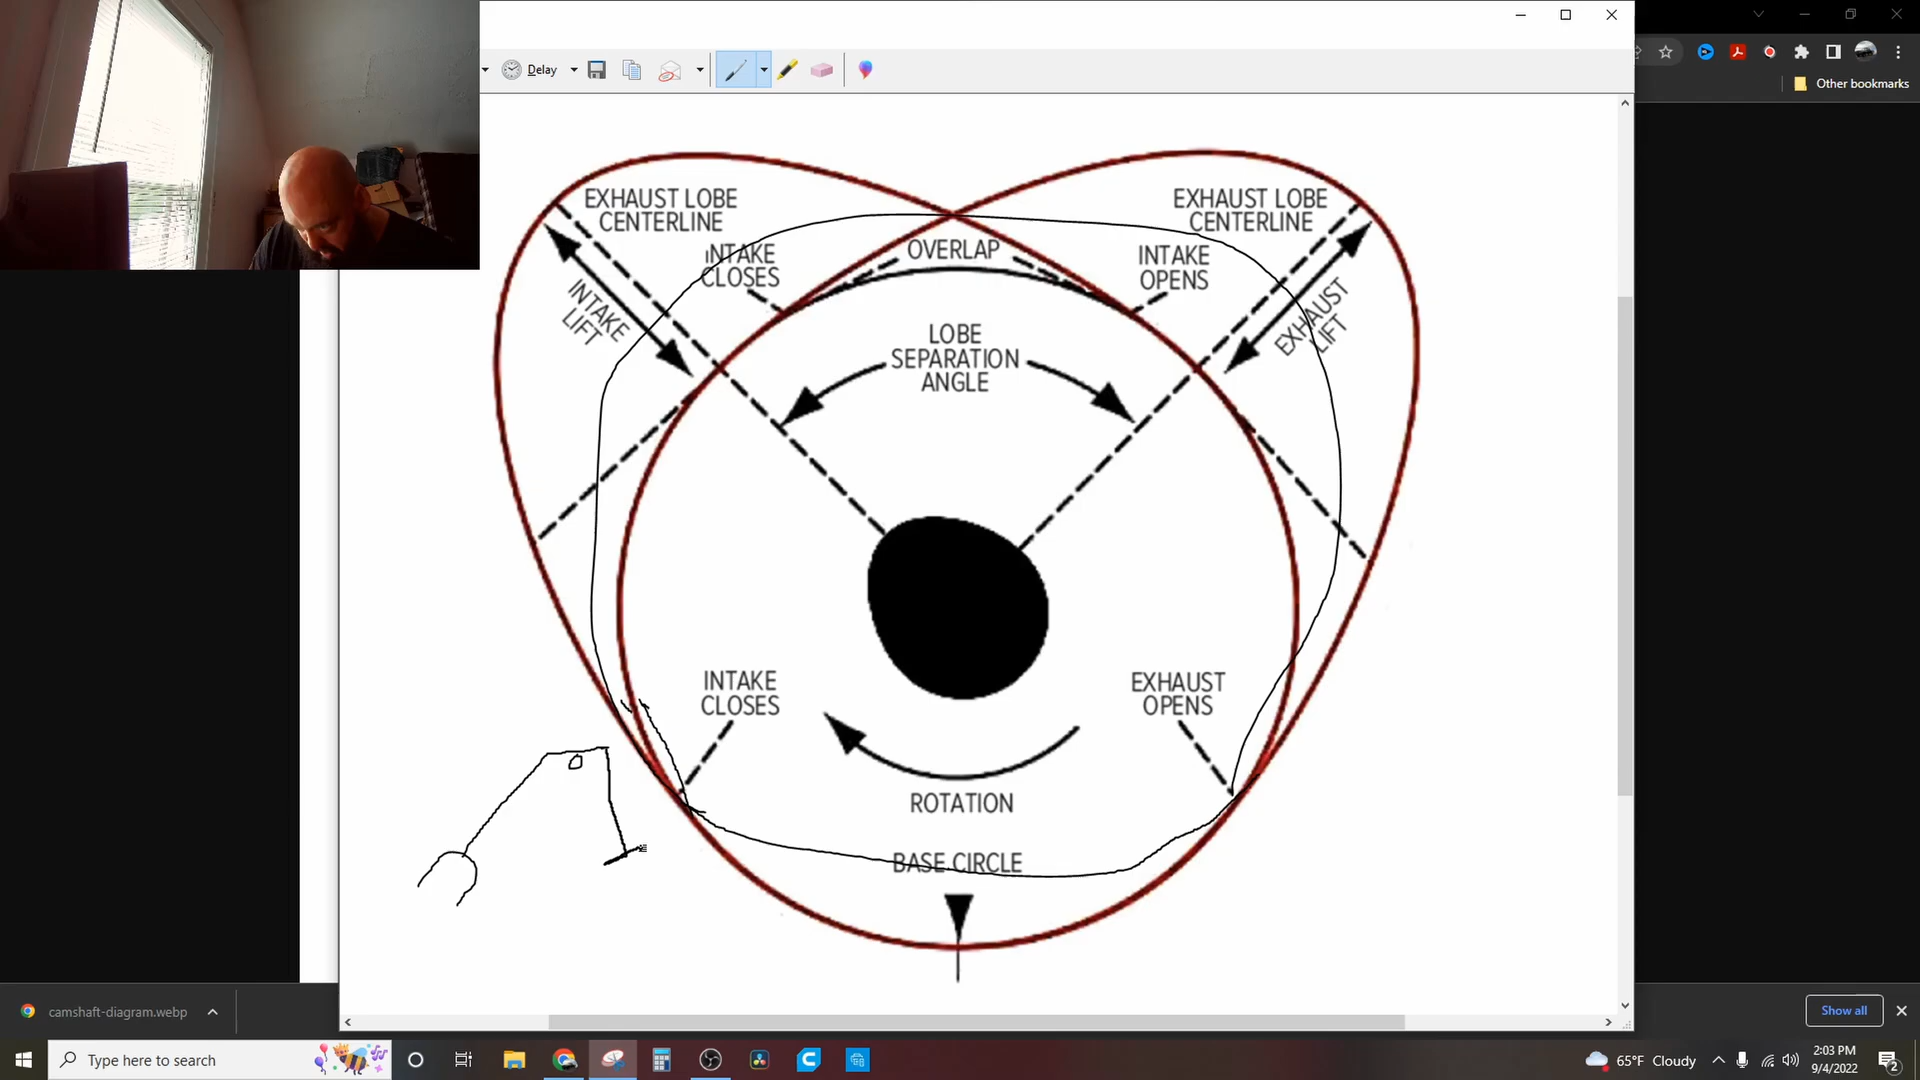 Delay
Other bookmarks
EXHAUST LOBE
CENTERLINE
EXHAUST LOBE
CENTERLINE
INTAKE
CLOSES
OVERLAP
INTAKE
OPENS
INTAKE
LIFT
EXHAUST
LIFT
LOBE
SEPARATION
ANGLE
INTAKE
CLOSES
EXHAUST
OPENS
ROTATION
BASE CIRCLE
camshaft-diagram.webp
Show all
Type here to search
65°F Cloudy
2:03 PM
9/4/2022
2